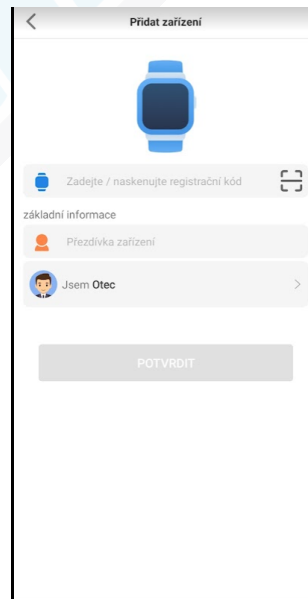 Přidat zařízení
Zadejte / naskenujte registrační kód
základní informace
Přezdívka zařízení
Jsem Otec
POTVRDIT